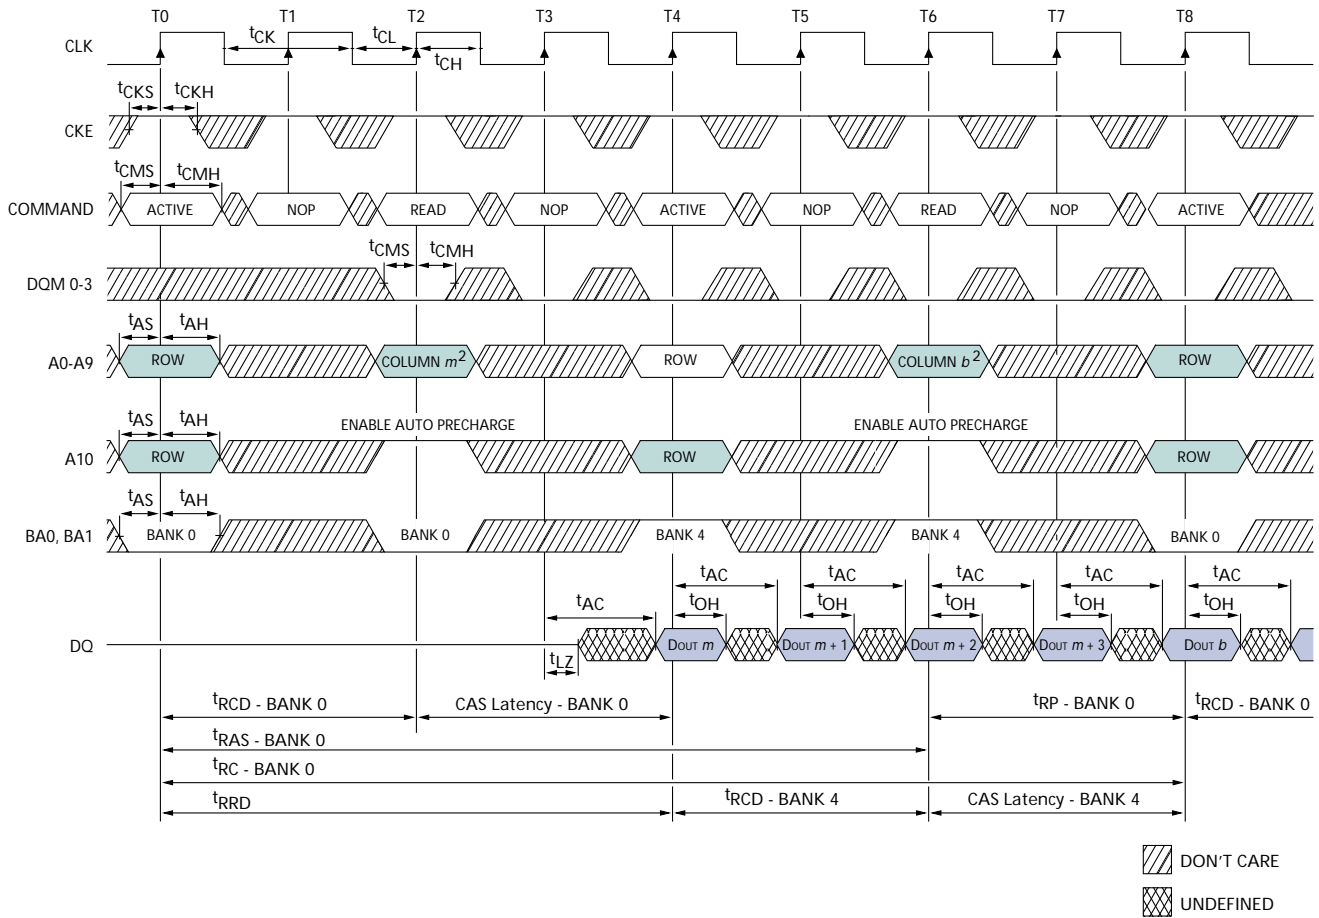 T0 T1 T2 T3 T4 T5 T6 T7 T8
CLK
tCK tCL
tCH
tCKS tCKH
CKE
tCMS tCMH
COMMAND ACTIVE NOP READ NOP ACTIVE NOP READ NOP ACTIVE
tCMS tCMH
DQM 0-3
tAS tAH
A0-A9 ROW COLUMN m2 ROW COLUMN b2 ROW
tAS tAH ENABLE AUTO PRECHARGE ENABLE AUTO PRECHARGE
A10 ROW ROW ROW
tAS tAH
BA0, BA1 BANK 0 BANK 0 BANK 4 BANK 4 BANK 0
tAC tAC tAC tAC tAC
tAC tOH tOH tOH tOH tOH
DQ DOUT m DOUT m + 1 DOUT m + 2 DOUT m + 3 DOUT b
tLZ
tRCD - BANK 0 CAS Latency - BANK 0 tRP - BANK 0 tRCD - BANK 0
tRAS - BANK 0
tRC - BANK 0
tRRD tRCD - BANK 4 CAS Latency - BANK 4
DON'T CARE
UNDEFINED